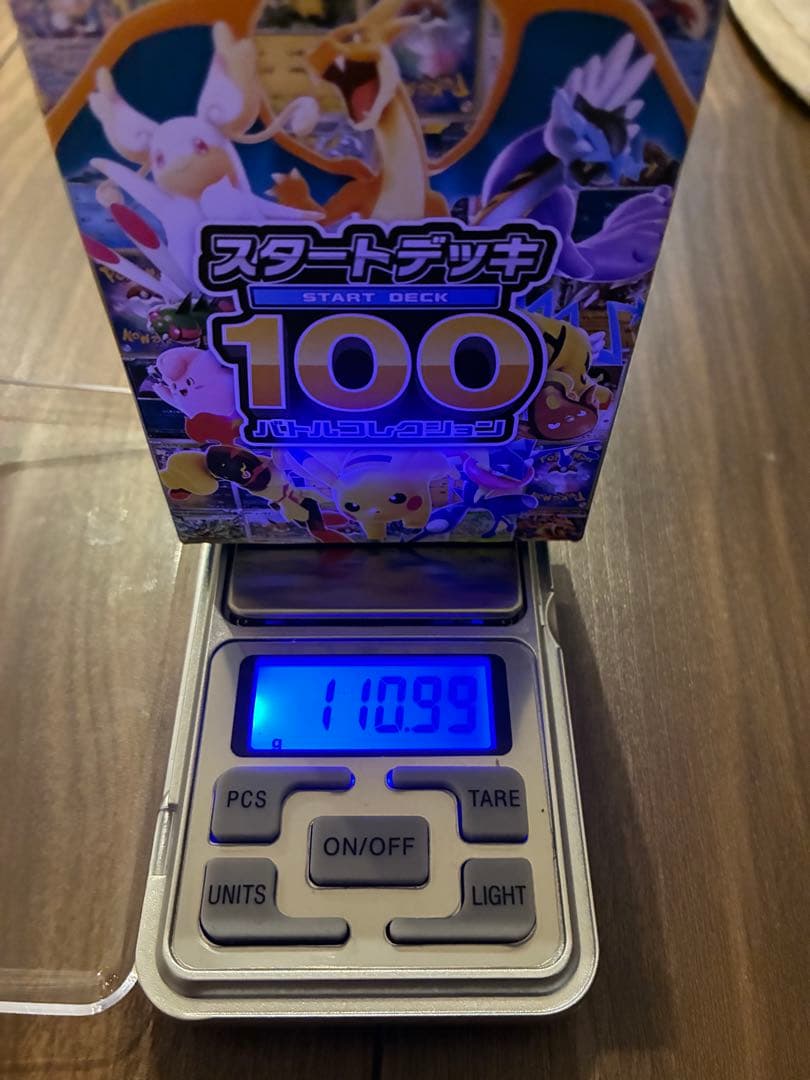 スタートデッキ
START DECK
100
バトルコレクション
110.99
g
PCS
TARE
ON/OFF
UNITS
LIGHT